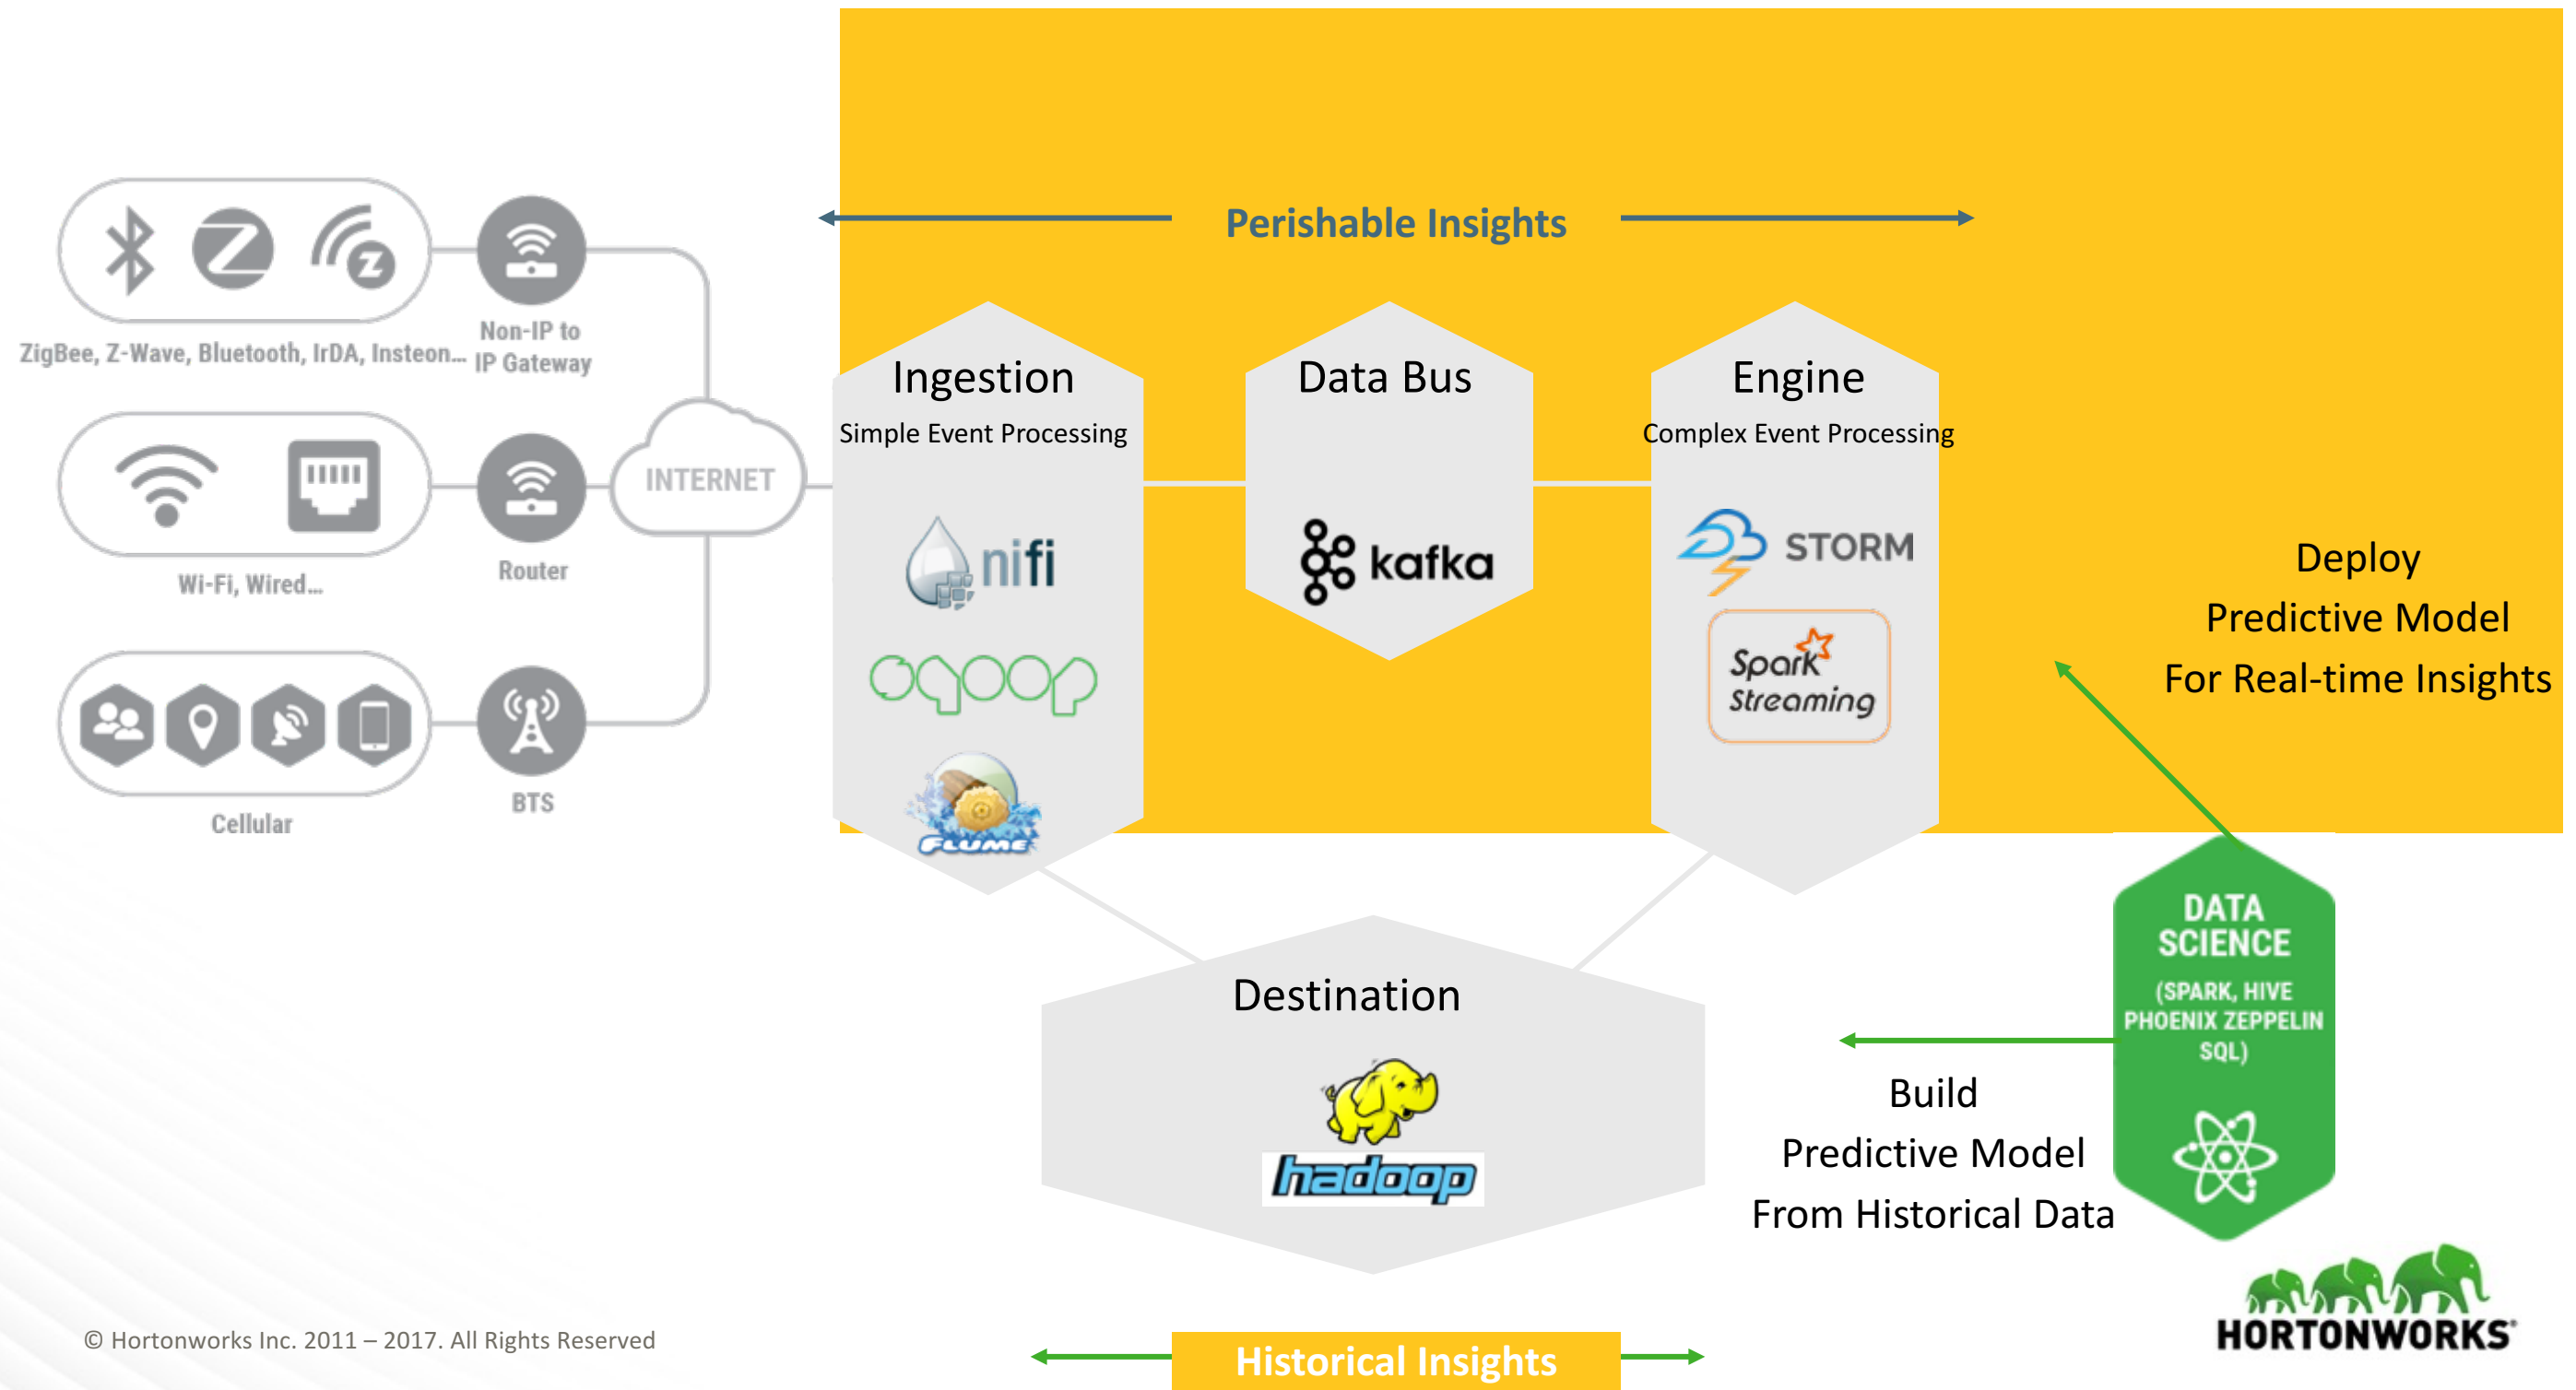 Perishable Insights
ZigBee, Z-Wave, Bluetooth, IrDA, Insteon...
Non-IP to
IP Gateway
Wi-Fi, Wired...
Router
Cellular
BTS
INTERNET
Ingestion
Simple Event Processing
nifi
sqoop
FLUME
Data Bus
kafka
Engine
Complex Event Processing
STORM
Spark
Streaming
Deploy
Predictive Model
For Real-time Insights
Destination
hadoop
Build
Predictive Model
From Historical Data
DATA
SCIENCE
(SPARK, HIVE
PHOENIX ZEPPELIN
SQL)
HORTONWORKS®
© Hortonworks Inc. 2011 – 2017. All Rights Reserved
Historical Insights